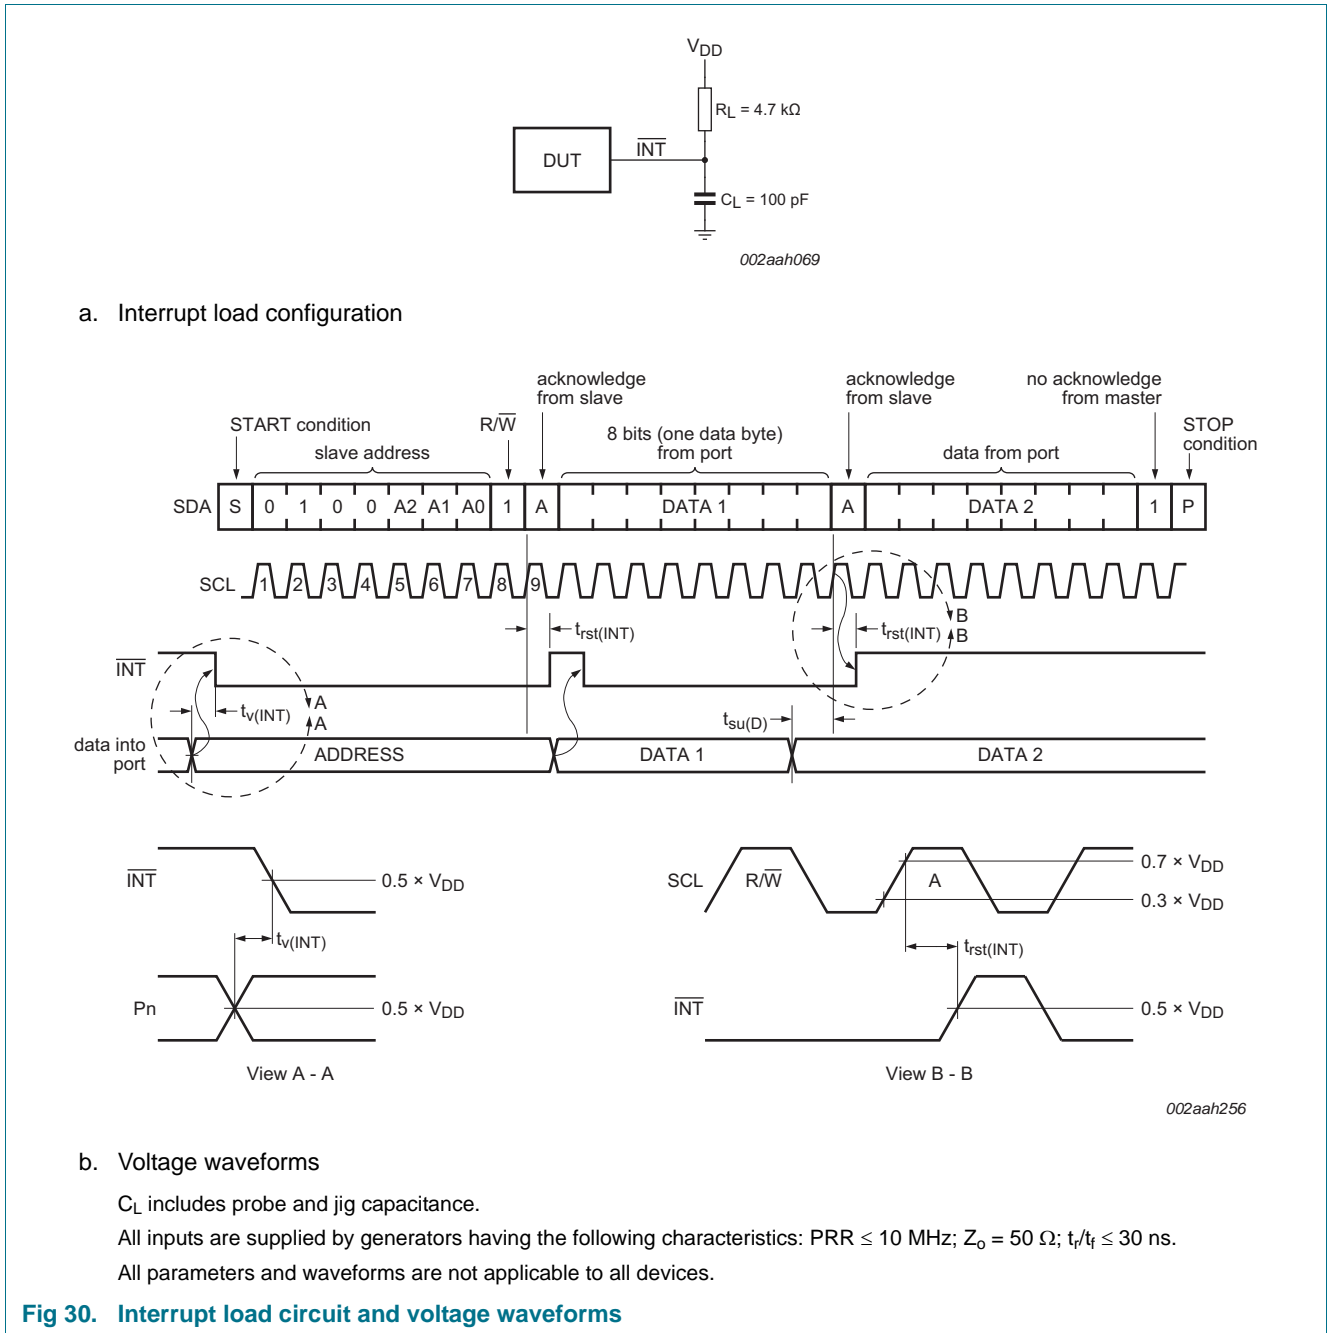 VDD
RL = 4.7 kΩ
DUT
INT
CL = 100 pF
002aah069
a. Interrupt load configuration
acknowledge
from slave
acknowledge
from slave
no acknowledge
from master
START condition
R/W
8 bits (one data byte)
from port
STOP
condition
slave address
data from port
SDA S 0 1 0 0 A2 A1 A0 1 A DATA 1 A DATA 2 1 P
SCL 1 2 3 4 5 6 7 8 9
B
B
trst(INT)
trst(INT)
INT
tv(INT)
A
A
tsu(D)
data into
port
ADDRESS
DATA 1
DATA 2
INT
0.5 × VDD
tv(INT)
Pn
0.5 × VDD
View A - A
SCL
R/W
A
0.7 × VDD
0.3 × VDD
trst(INT)
INT
0.5 × VDD
View B - B
002aah256
b. Voltage waveforms
CL includes probe and jig capacitance.
All inputs are supplied by generators having the following characteristics: PRR ≤ 10 MHz; Zo = 50 Ω; tr/tf ≤ 30 ns.
All parameters and waveforms are not applicable to all devices.
Fig 30. Interrupt load circuit and voltage waveforms